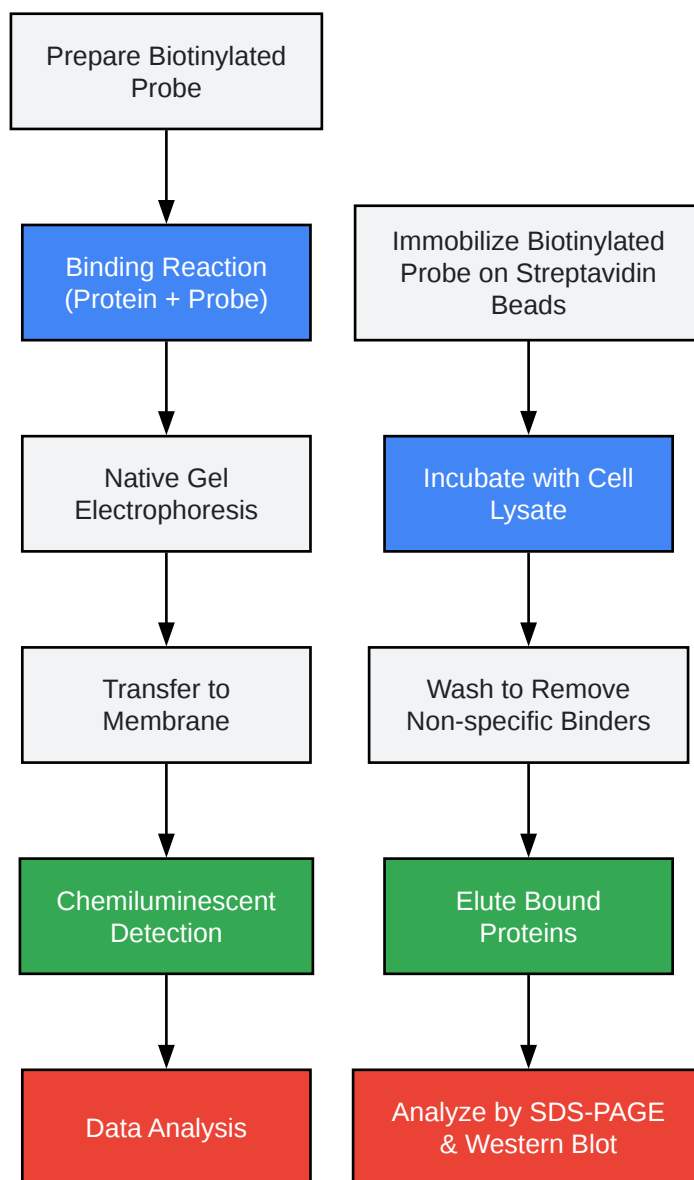 Prepare Biotinylated
Probe
Binding Reaction
(Protein + Probe)
Native Gel
Electrophoresis
Transfer to
Membrane
Chemiluminescent
Detection
Data Analysis
Immobilize Biotinylated
Probe on Streptavidin
Beads
Incubate with Cell
Lysate
Wash to Remove
Non-specific Binders
Elute Bound
Proteins
Analyze by SDS-PAGE
& Western Blot